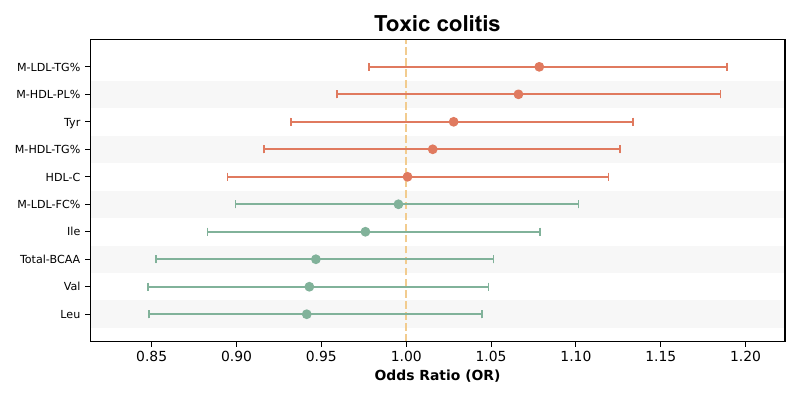 Toxic colitis
M-LDL-TG%
M-HDL-PL%
Tyr
M-HDL-TG%
HDL-C
M-LDL-FC%
Ile
Total-BCAA
Val
Leu
0.85 0.90 0.95 1.00 1.05 1.10 1.15 1.20
Odds Ratio (OR)